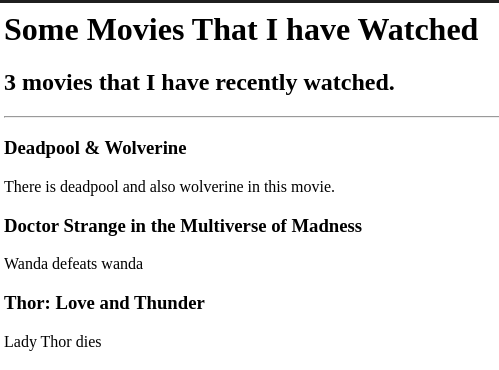 Some Movies That I have Watched
3 movies that I have recently watched.
Deadpool & Wolverine
There is deadpool and also wolverine in this movie.
Doctor Strange in the Multiverse of Madness
Wanda defeats wanda
Thor: Love and Thunder
Lady Thor dies